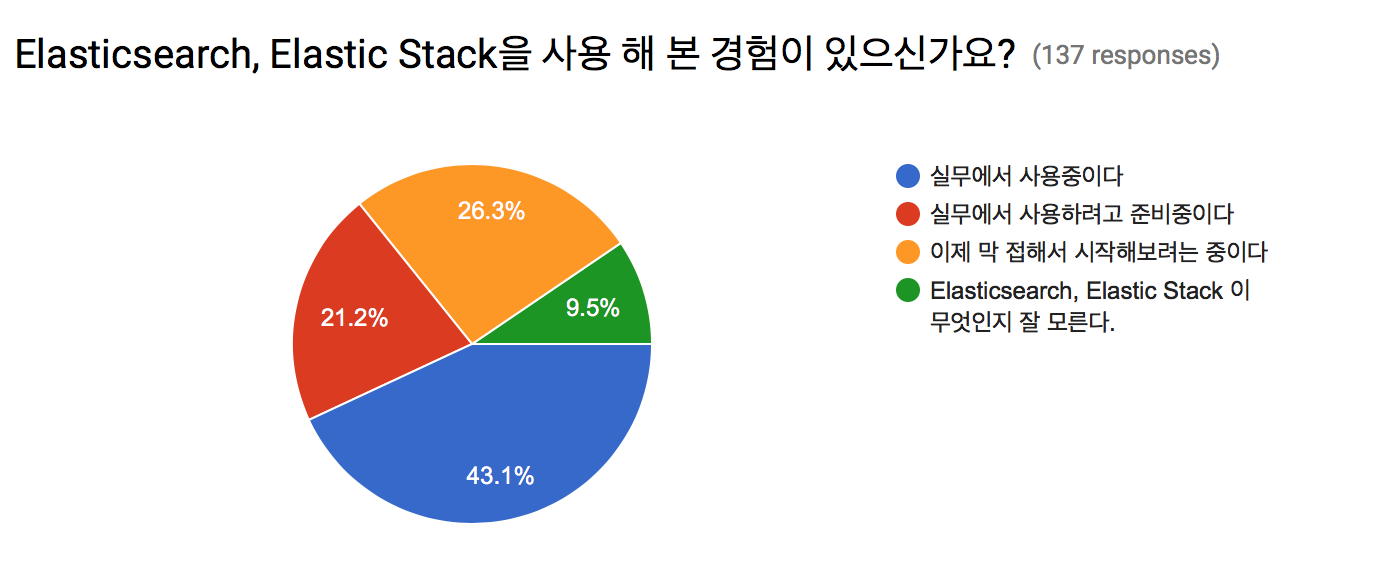 Elasticsearch, Elastic Stack을 사용 해 본 경험이 있으신가요? (137 responses)
26.3%
21.2%
9.5%
43.1%
실무에서 사용중이다
실무에서 사용하려고 준비중이다
이제 막 접해서 시작해보려는 중이다
Elasticsearch, Elastic Stack 이
무엇인지 잘 모른다.